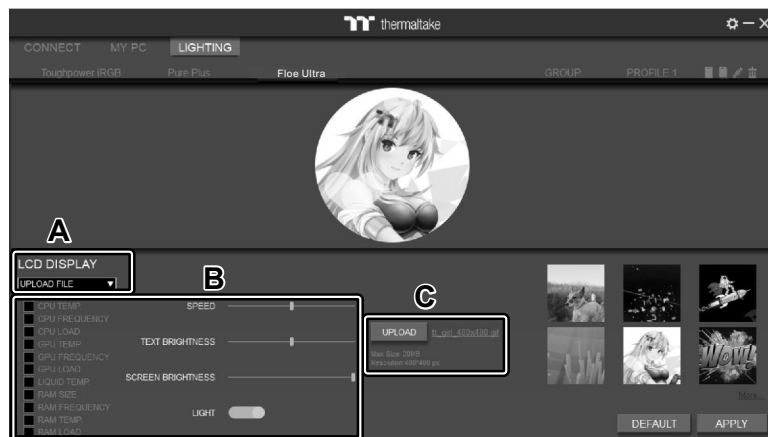 thermaltake
CONNECT MY PC LIGHTING
Toughpower iRGB Pure Plus Floe Ultra GROUP PROFILE 1
A
LCD DISPLAY
UPLOAD FILE
B
CPU TEMP
CPU FREQUENCY
CPU LOAD
GPU TEMP
GPU FREQUENCY
GPU LOAD
LIQUID TEMP
RAM SIZE
RAM FREQUENCY
RAM TEMP
RAM LOAD
SPEED
TEXT BRIGHTNESS
SCREEN BRIGHTNESS
LIGHT
C
UPLOAD tt_girl_480x480.gif
Max Size: 20MB
Resolution: 480*480 px
WOW!
More...
DEFAULT APPLY